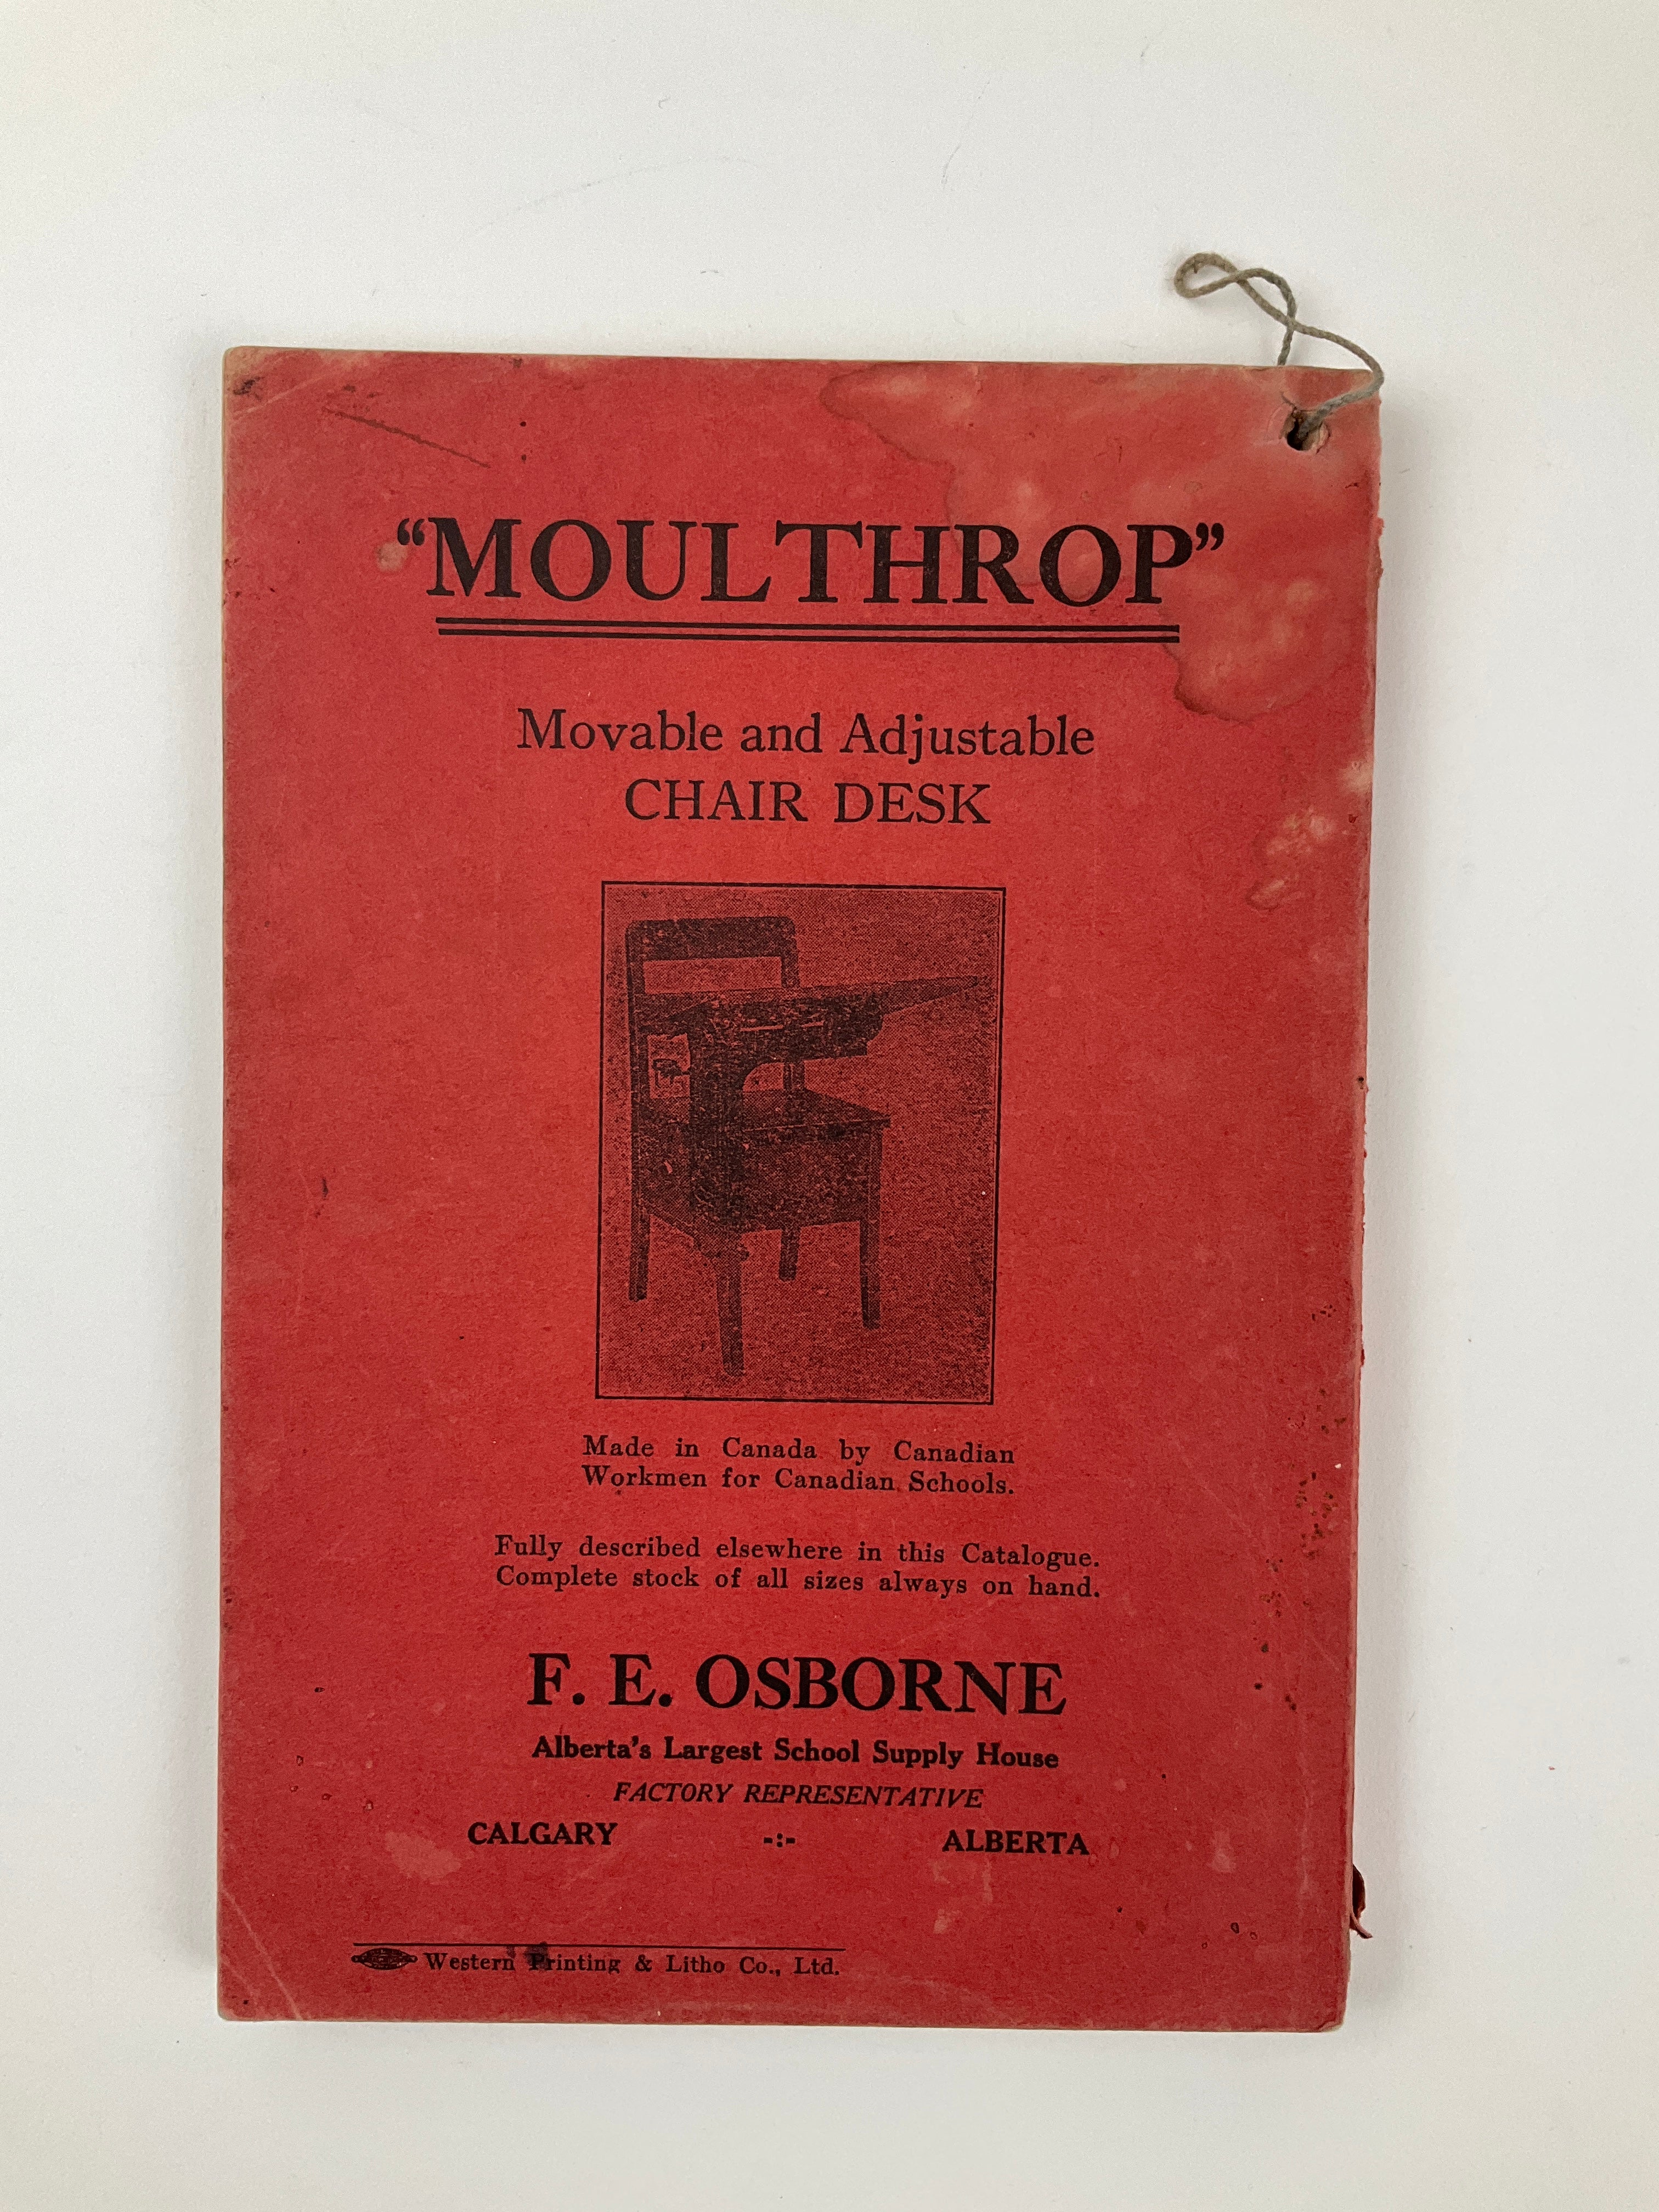 “MOULTHROP”
Movable and Adjustable
CHAIR DESK
Made in Canada by Canadian
Workmen for Canadian Schools.
Fully described elsewhere in this Catalogue.
Complete stock of all sizes always on hand.
F. E. OSBORNE
Alberta's Largest School Supply House
FACTORY REPRESENTATIVE
CALGARY -:- ALBERTA
Western Printing & Litho Co., Ltd.